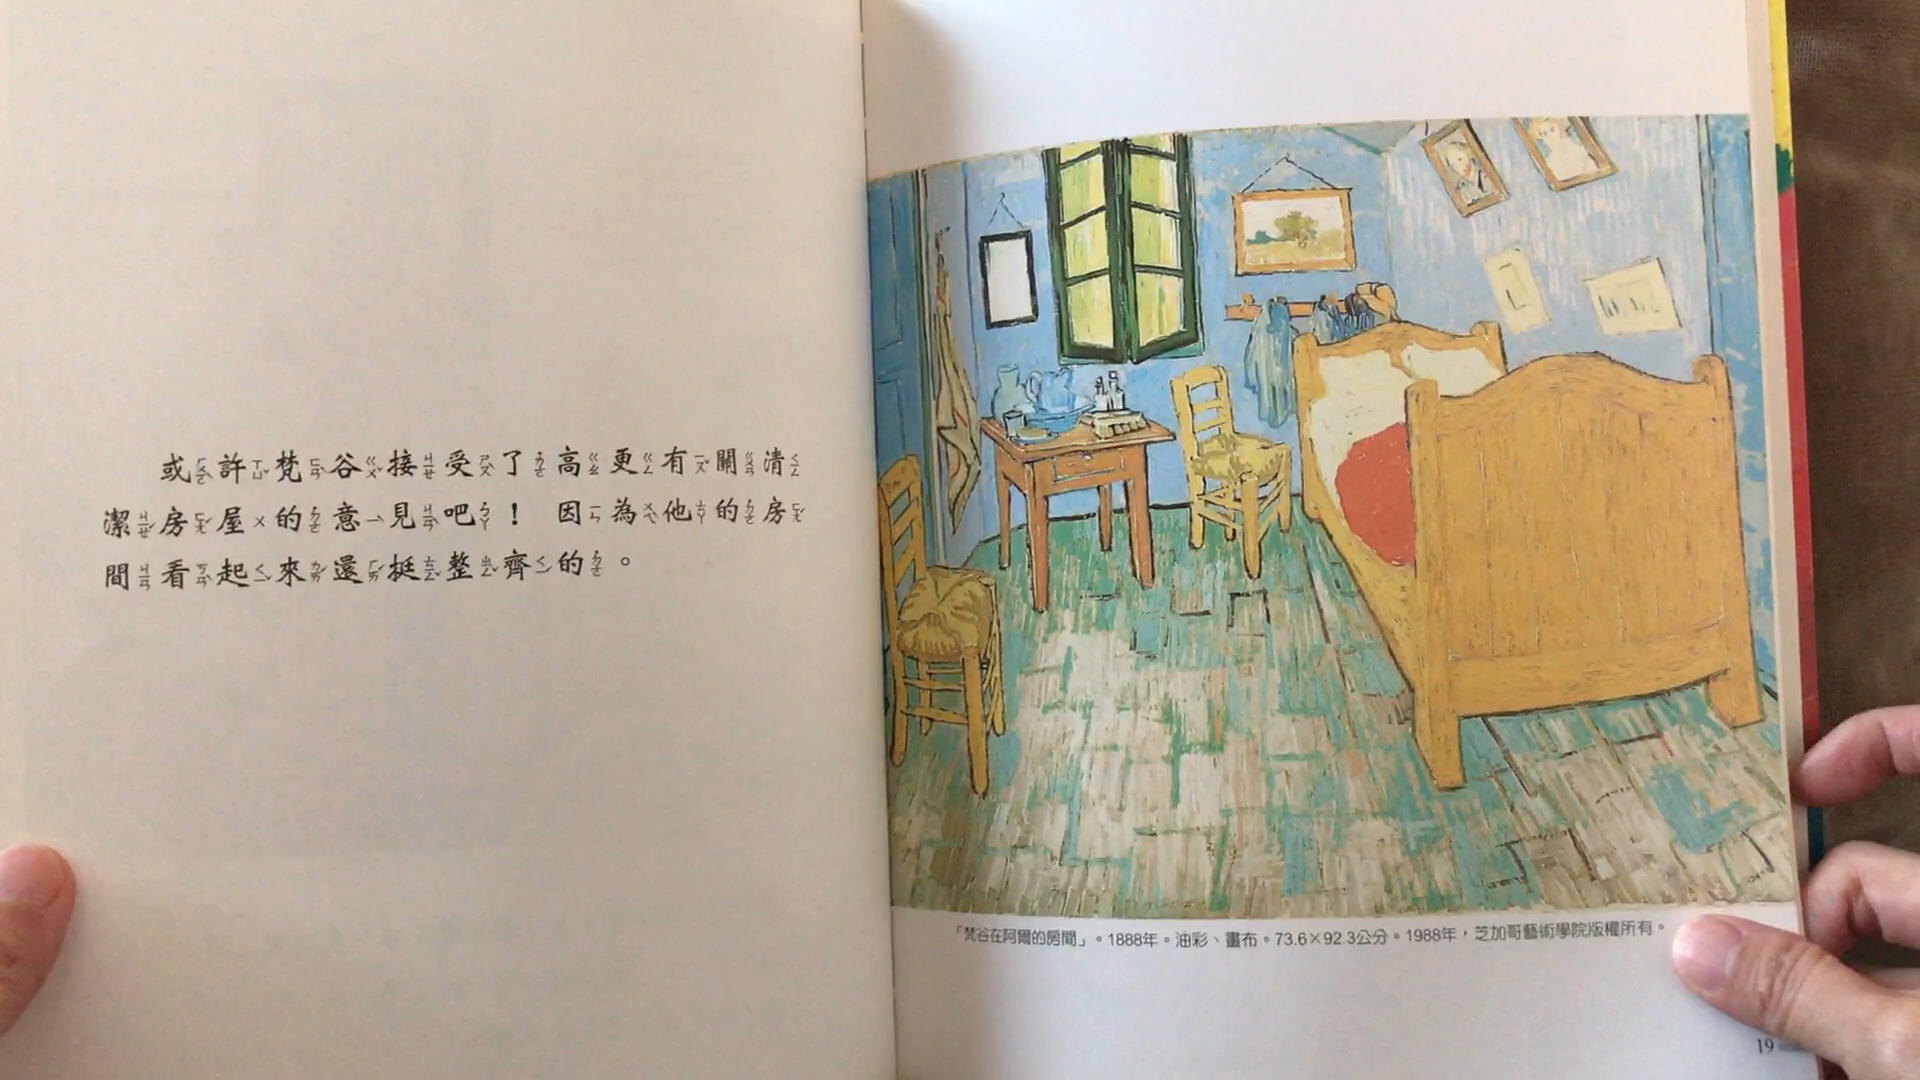 或許梵谷接受了高更有關清
潔房屋的意見吧！ 因為他的房
間看起來還挺整齊的。
「梵谷在阿爾的房間」。1888年。油彩、畫布。73.6×92.3公分。1988年，芝加哥藝術學院版權所有。
19